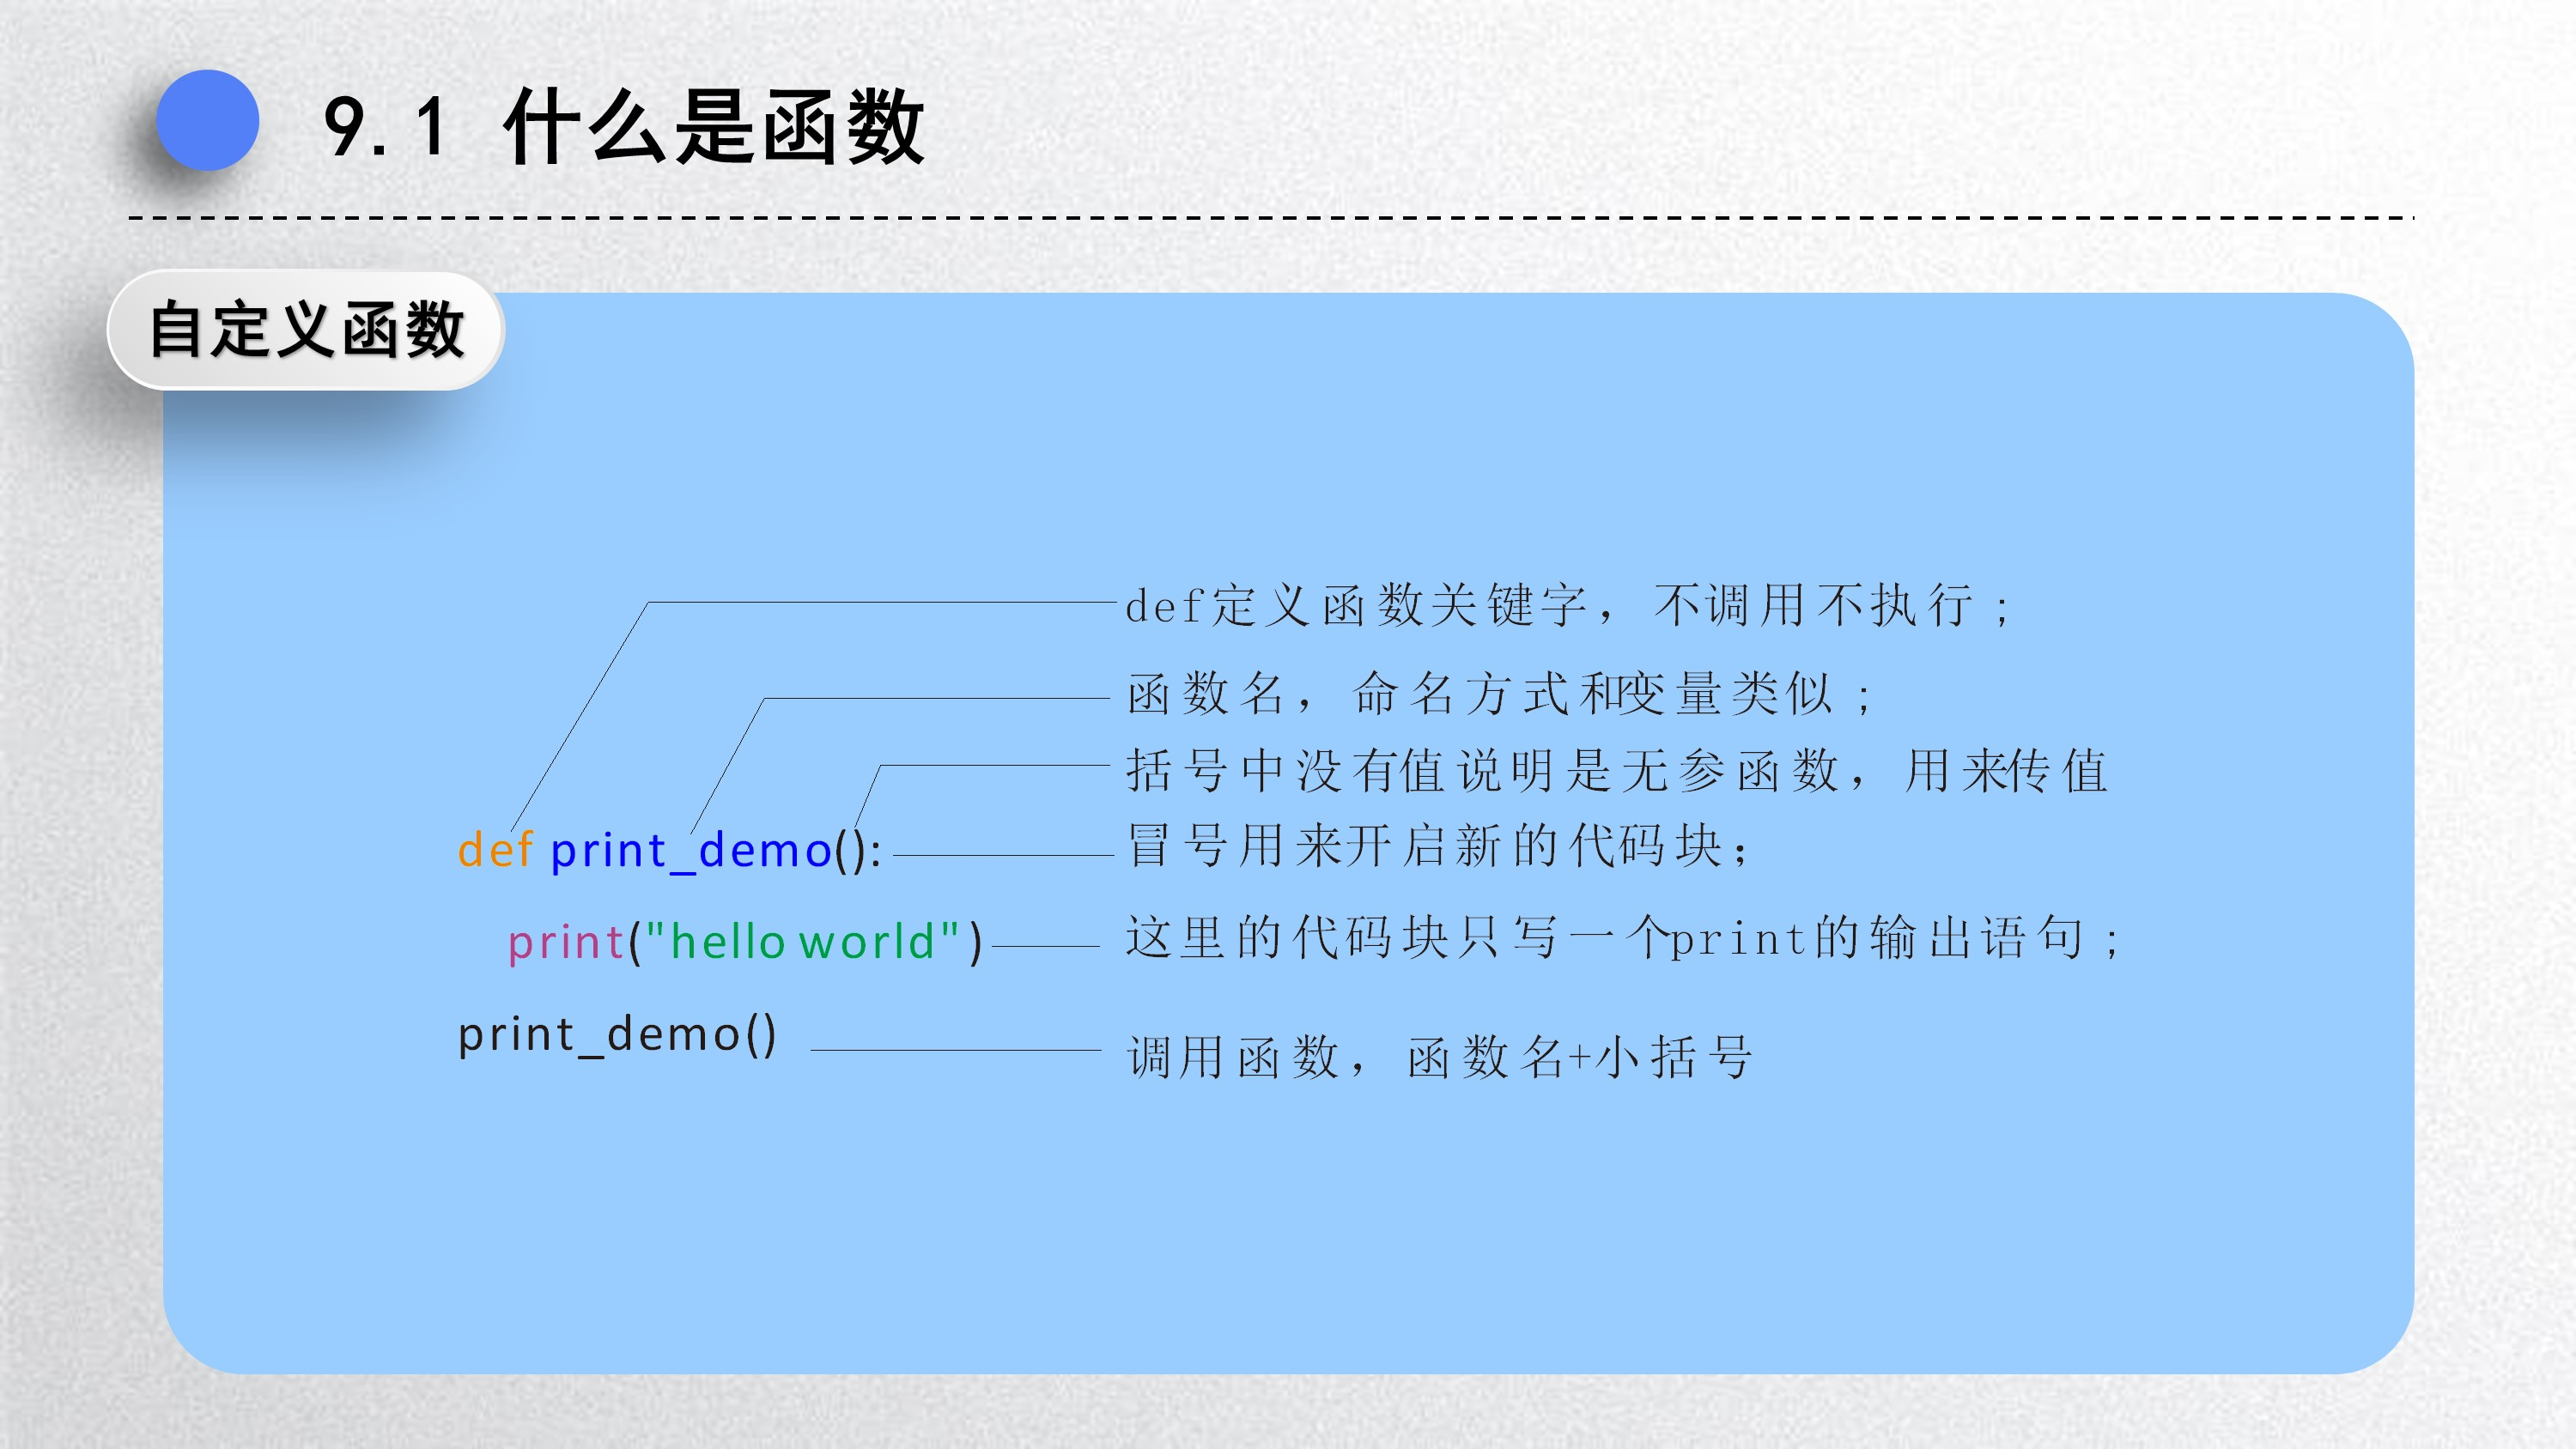 9.1 什么是函数
自定义函数
def定义函数关键字，不调用不执行;
函数名，命名方式和变量类似;
括号中没有值说明是无参函数，用来传值
def print_demo():
冒号用来开启新的代码块；
print("hello world")
这里的代码块只写一个print的输出语句;
print_demo()
调用函数，函数名+小括号